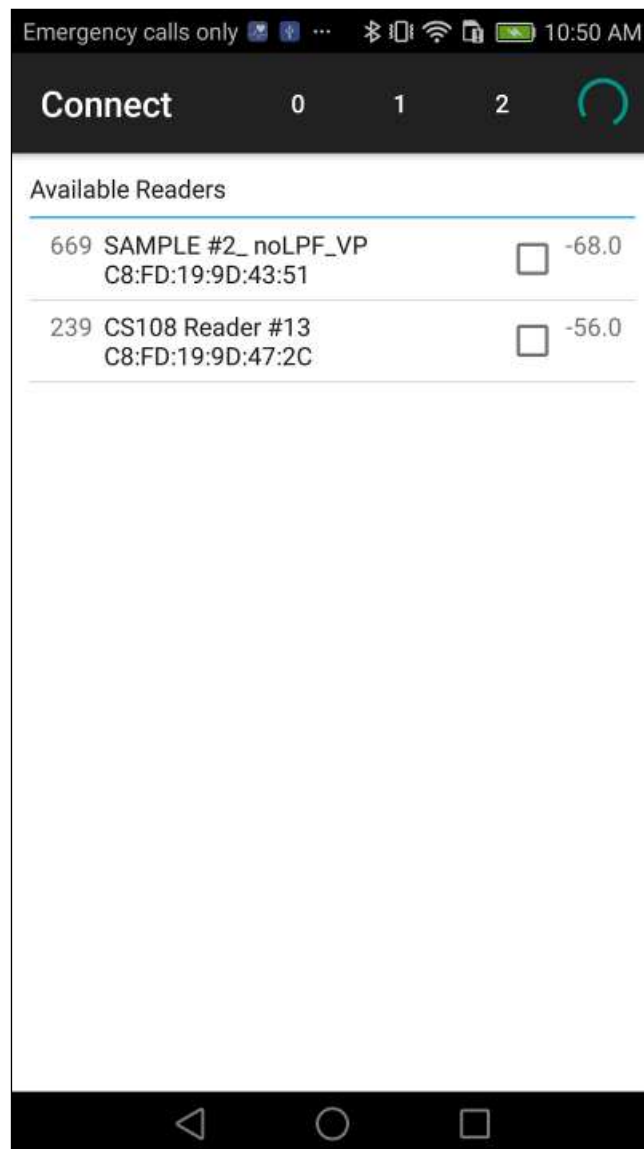 Emergency calls only ... 10:50 AM
Connect 0 1 2
Available Readers
669 SAMPLE #2_ noLPF_VP -68.0
C8:FD:19:9D:43:51
239 CS108 Reader #13 -56.0
C8:FD:19:9D:47:2C